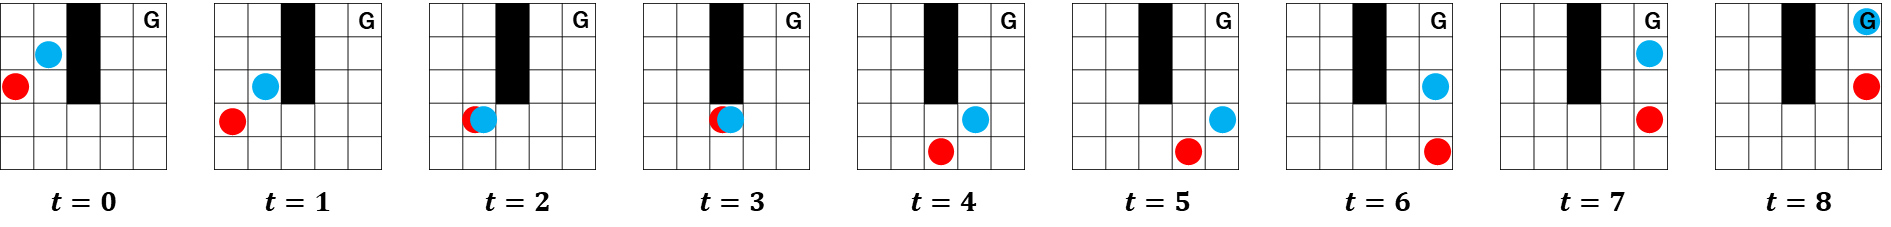 G G G G G G G G G
t = 0 t = 1 t = 2 t = 3 t = 4 t = 5 t = 6 t = 7 t = 8